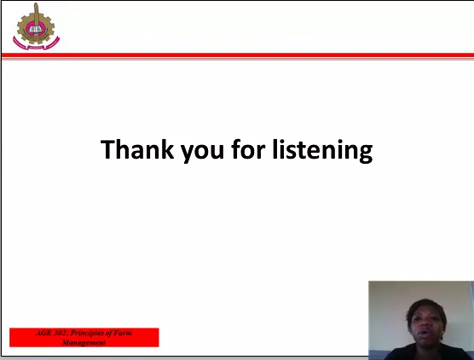 Thank you for listening
AGE 302: Principles of Farm
Management